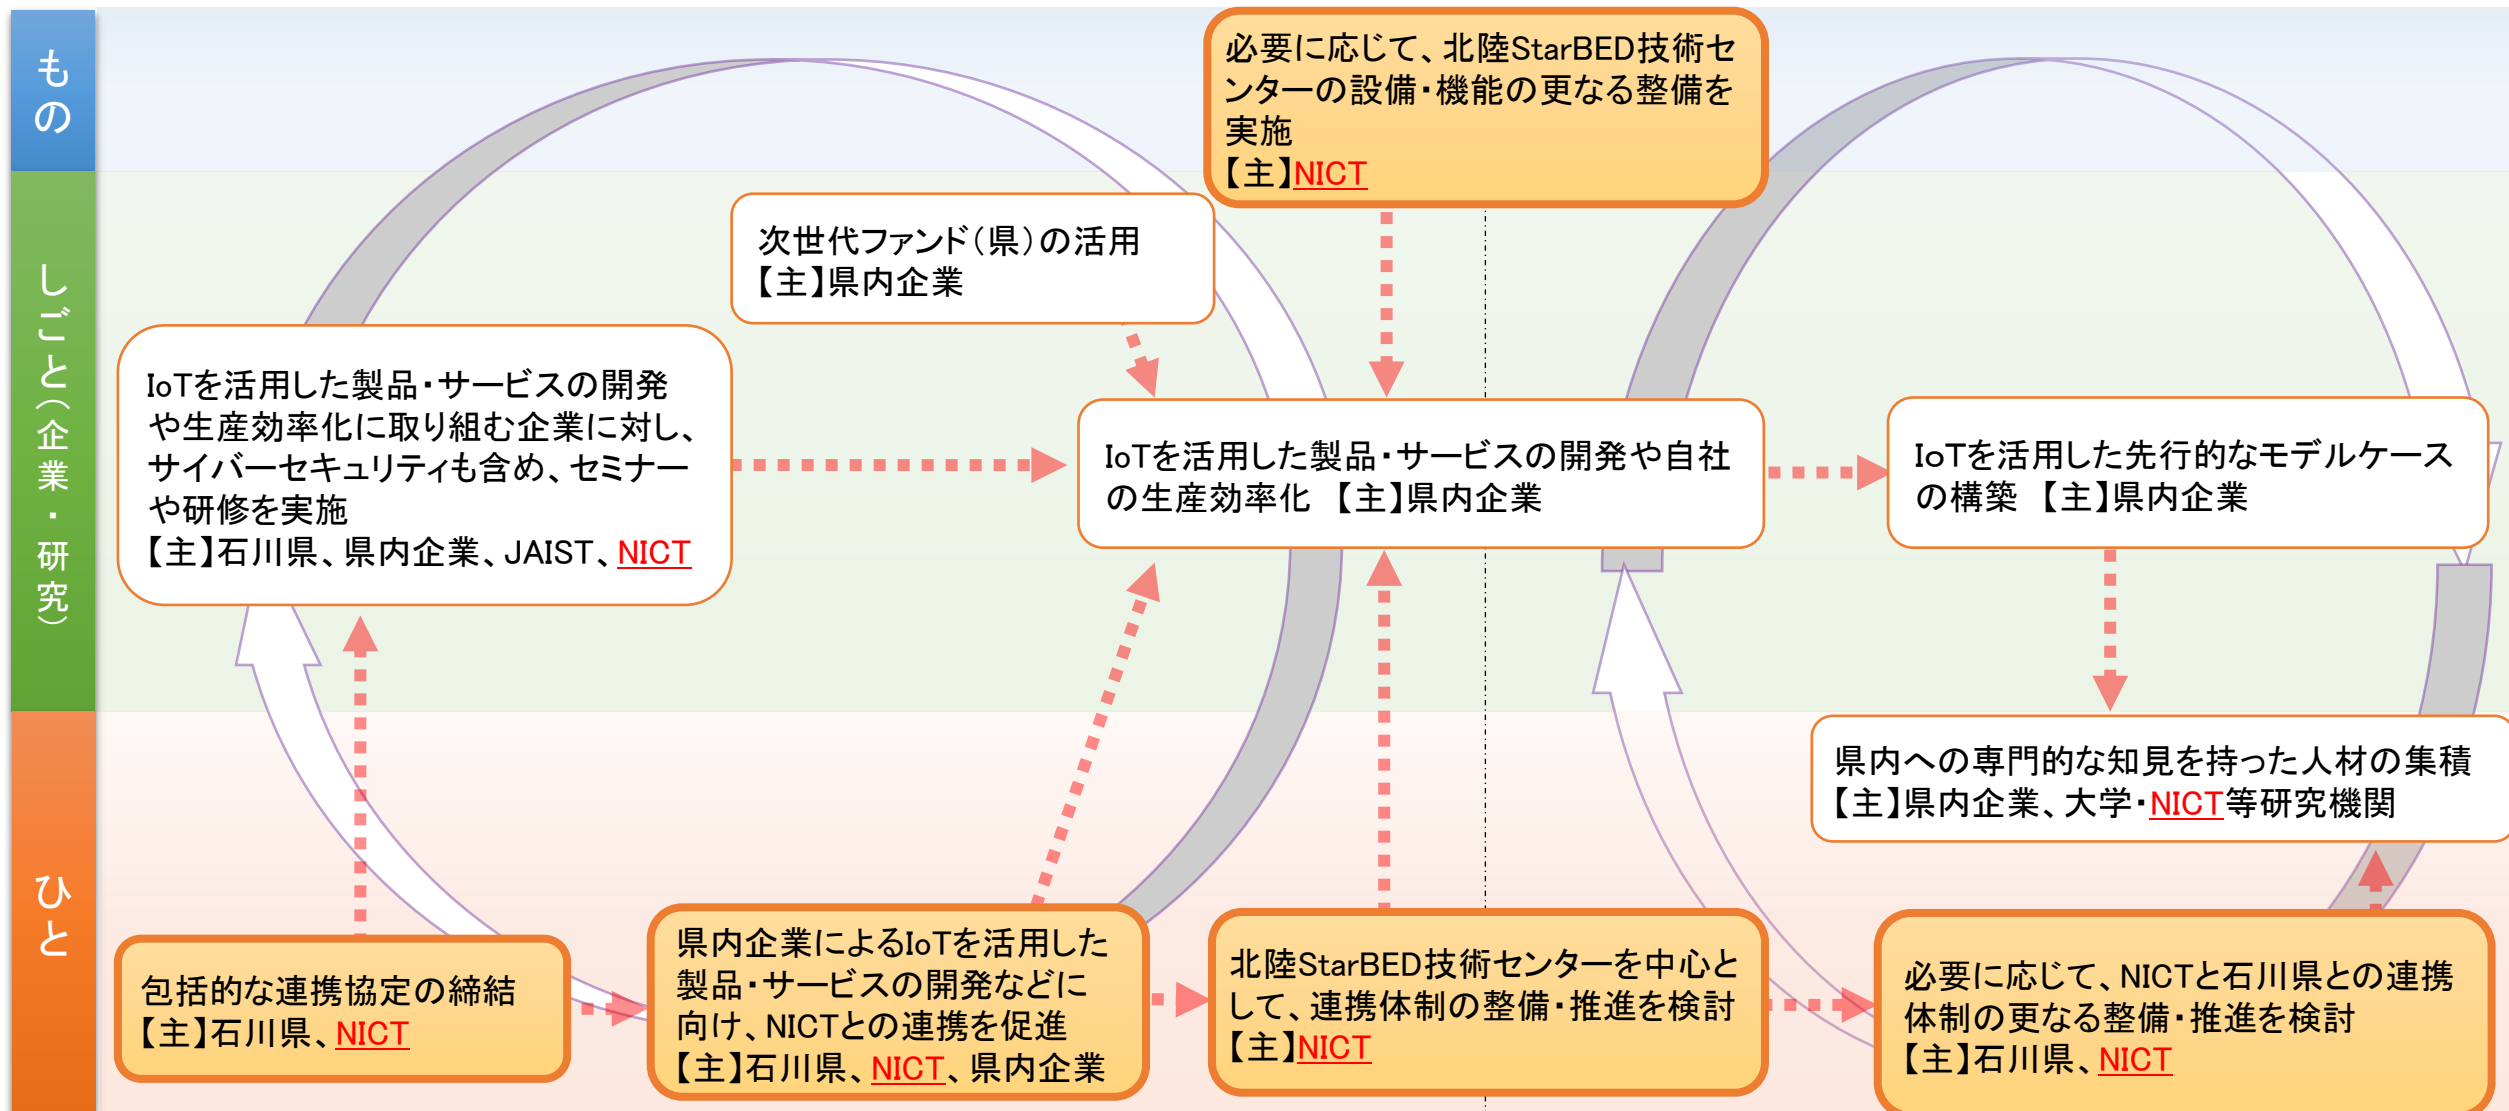 もの
必要に応じて、北陸StarBED技術セ
ンターの設備・機能の更なる整備を
実施
【主】NICT
しごと（企業・研究）
次世代ファンド（県）の活用
【主】県内企業
IoTを活用した製品・サービスの開発
や生産効率化に取り組む企業に対し、
サイバーセキュリティも含め、セミナー
や研修を実施
【主】石川県、県内企業、JAIST、NICT
IoTを活用した製品・サービスの開発や自社
の生産効率化　【主】県内企業
IoTを活用した先行的なモデルケース
の構築　【主】県内企業
ひと
県内への専門的な知見を持った人材の集積
【主】県内企業、大学・NICT等研究機関
包括的な連携協定の締結
【主】石川県、NICT
県内企業によるIoTを活用した
製品・サービスの開発などに
向け、NICTとの連携を促進
【主】石川県、NICT、県内企業
北陸StarBED技術センターを中心と
して、連携体制の整備・推進を検討
【主】NICT
必要に応じて、NICTと石川県との連携
体制の更なる整備・推進を検討
【主】石川県、NICT